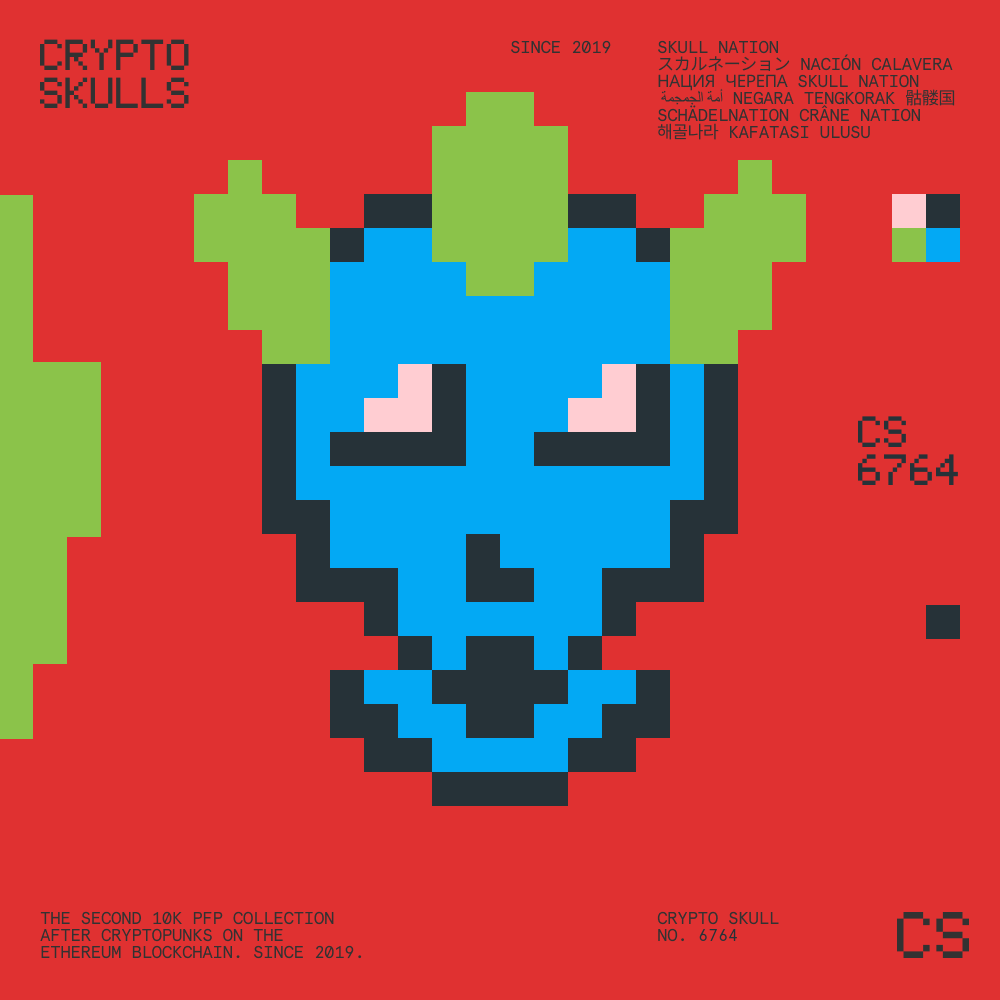 CRYPTO
SKULLS
SINCE 2019
SKULL NATION
スカルネーション NACIÓN CALAVERA
НАЦИЯ ЧЕРЕПА SKULL NATION
أمة الجمجمة NEGARA TENGKORAK 骷髅国
SCHÄDELNATION CRÂNE NATION
해골나라 KAFATASI ULUSU
CS
6764
THE SECOND 10K PFP COLLECTION
AFTER CRYPTOPUNKS ON THE
ETHEREUM BLOCKCHAIN. SINCE 2019.
CRYPTO SKULL
NO. 6764
CS